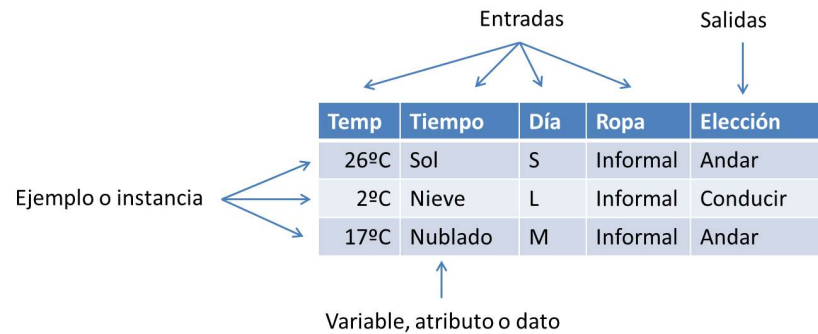 Entradas Salidas
Temp Tiempo Día Ropa Elección
26ºC Sol S Informal Andar
Ejemplo o instancia 2ºC Nieve L Informal Conducir
17ºC Nublado M Informal Andar
Variable, atributo o dato